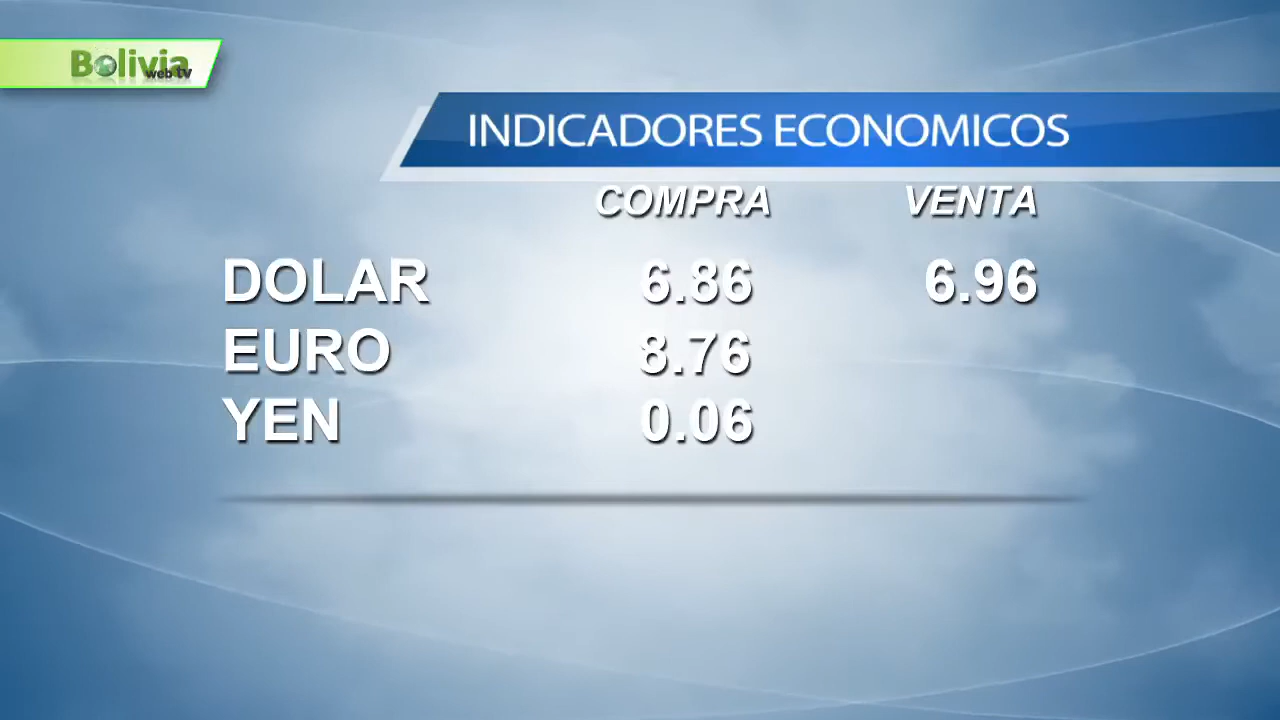 Bolivia
web tv
INDICADORES ECONOMICOS
COMPRA VENTA
DOLAR 6.86 6.96
EURO 8.76
YEN 0.06